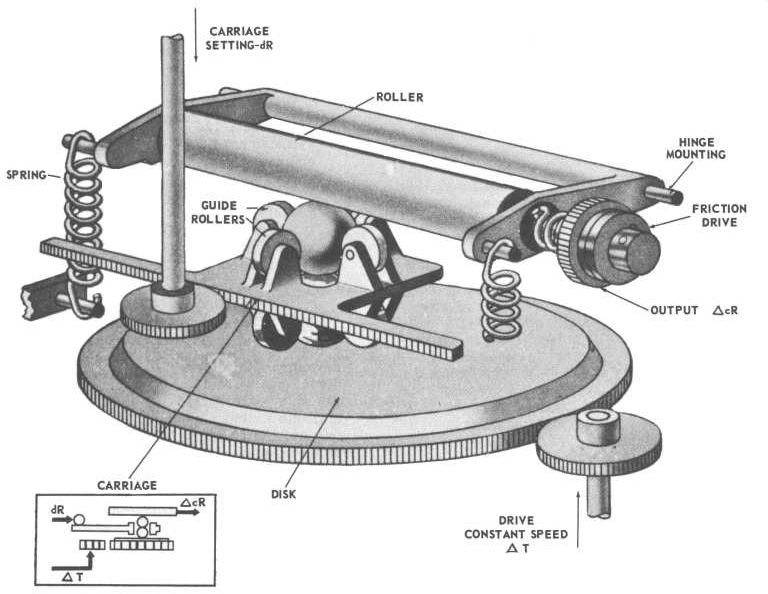 CARRIAGE
SETTING-dR
ROLLER
HINGE
MOUNTING
SPRING
GUIDE
ROLLERS
FRICTION
DRIVE
OUTPUT ΔcR
CARRIAGE
DISK
DRIVE
CONSTANT SPEED
ΔT
dR
ΔcR
ΔT